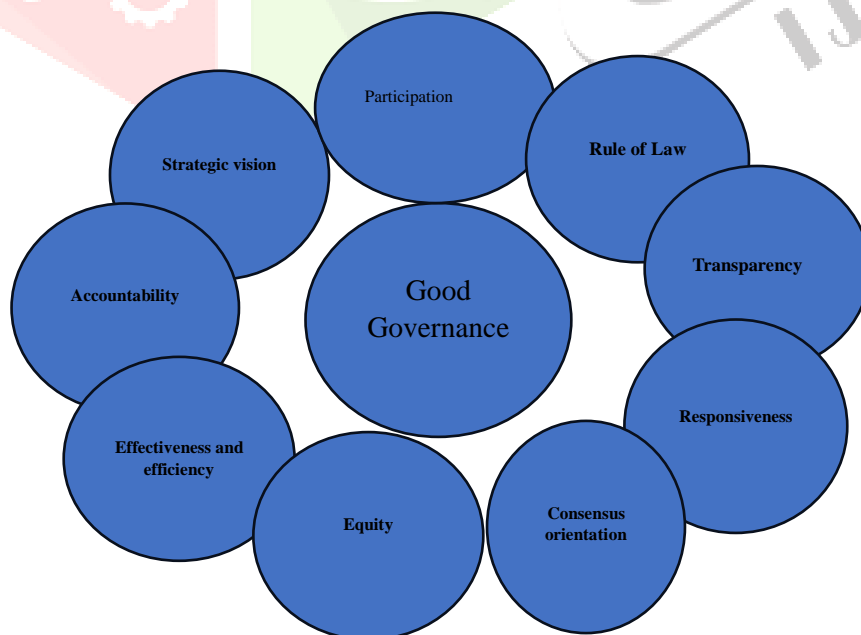 Participation
Rule of Law
Strategic vision
Transparency
Accountability
Good
Governance
Responsiveness
Effectiveness and
efficiency
Equity
Consensus
orientation